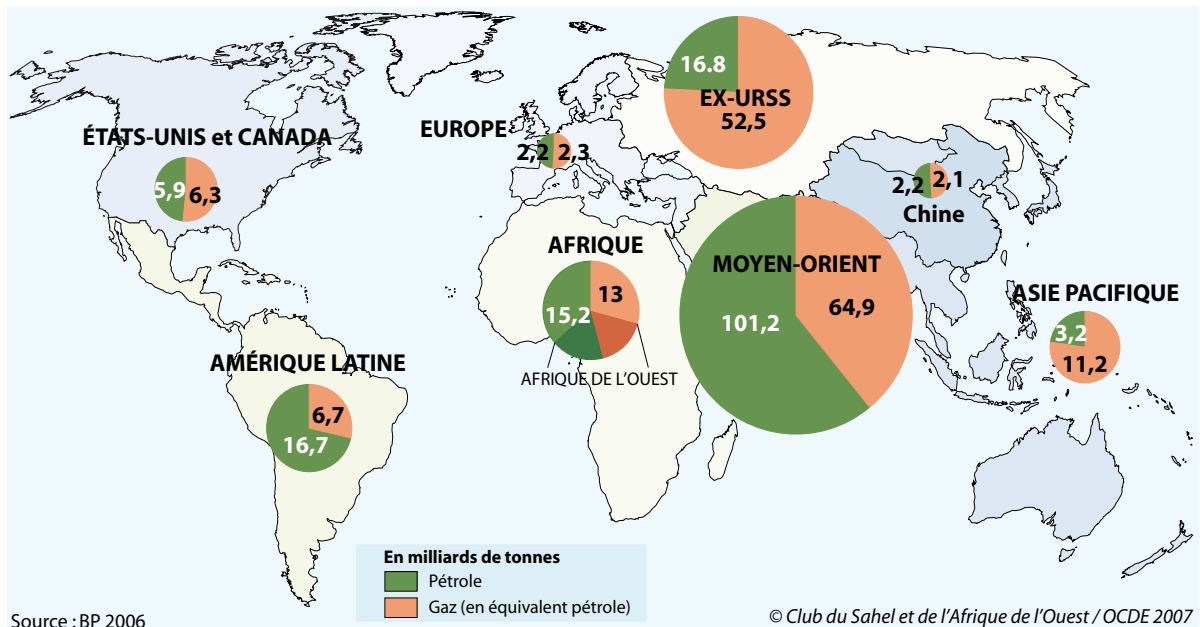 16.8
EX-URSS
52,5
EUROPE
2,2 2,3
ÉTATS-UNIS et CANADA
5,9 6,3
2,2 2,1
Chine
AFRIQUE
13
15,2
AFRIQUE DE L'OUEST
MOYEN-ORIENT
64,9
101,2
ASIE PACIFIQUE
3,2
11,2
AMÉRIQUE LATINE
6,7
16,7
En milliards de tonnes
Pétrole
Gaz (en équivalent pétrole)
Source : BP 2006
© Club du Sahel et de l'Afrique de l'Ouest / OCDE 2007